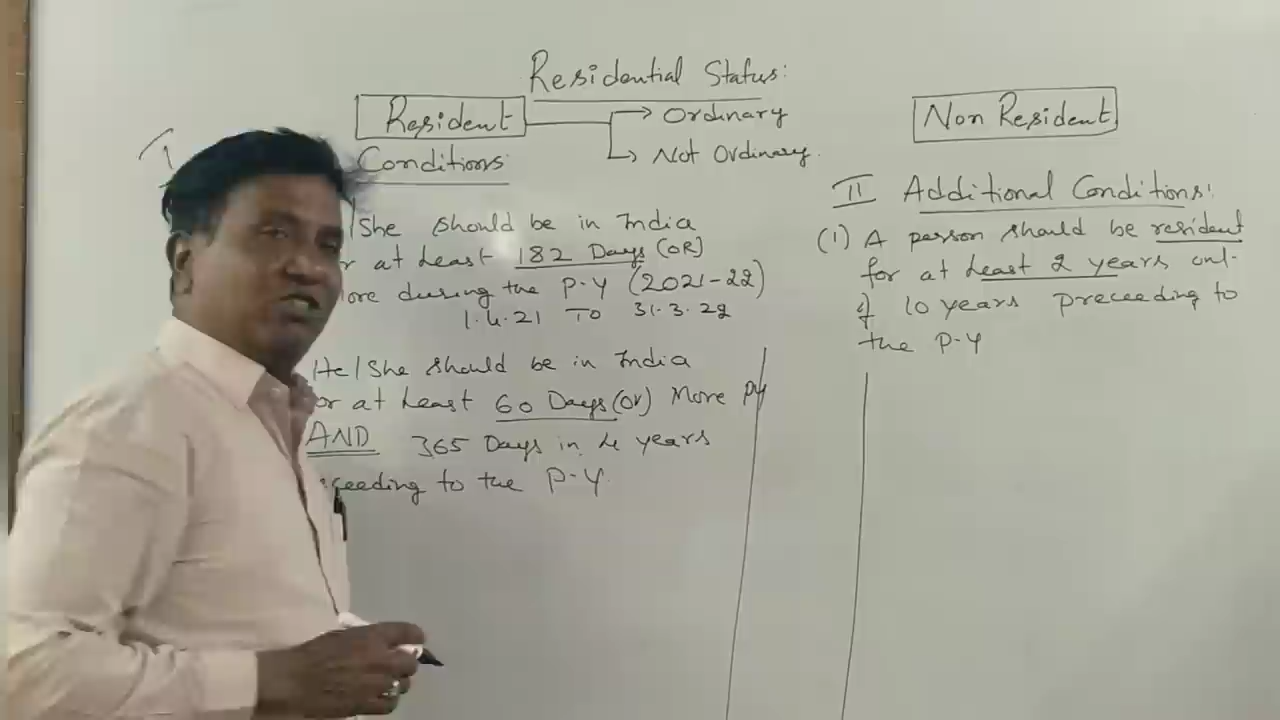 Residential Status:
Resident
Ordinary
Not Ordinary.
Non Resident
I
Conditions:
/She should be in India
at Least 182 Days (OR)
during the P-Y (2021-22)
1.4.21 TO 31.3.22
He/She should be in India
at Least 60 Days (or) More PY
AND 365 Days in 4 years
to the P-Y.
II Additional Conditions:
(1) A person should be resident
for at Least 2 years out-
of 10 years preceeding to
the P-Y